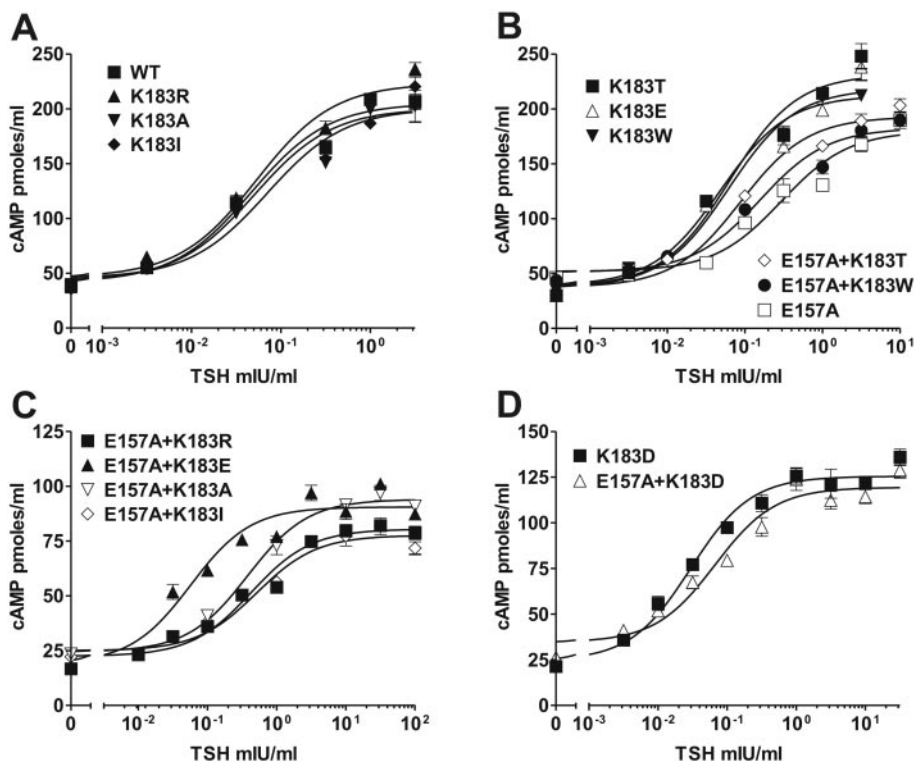 A
250
200
150
100
50
0
cAMP pmoles/ml
WT
K183R
K183A
K183I
0 10⁻³ 10⁻² 10⁻¹ 10⁰
TSH mIU/ml
B
250
200
150
100
50
0
cAMP pmoles/ml
K183T
K183E
K183W
E157A+K183T
E157A+K183W
E157A
0 10⁻³ 10⁻² 10⁻¹ 10⁰ 10¹
TSH mIU/ml
C
125
100
75
50
25
0
cAMP pmoles/ml
E157A+K183R
E157A+K183E
E157A+K183A
E157A+K183I
0 10⁻² 10⁻¹ 10⁰ 10¹ 10²
TSH mIU/ml
D
150
125
100
75
50
25
0
cAMP pmoles/ml
K183D
E157A+K183D
0 10⁻³ 10⁻² 10⁻¹ 10⁰ 10¹
TSH mIU/ml